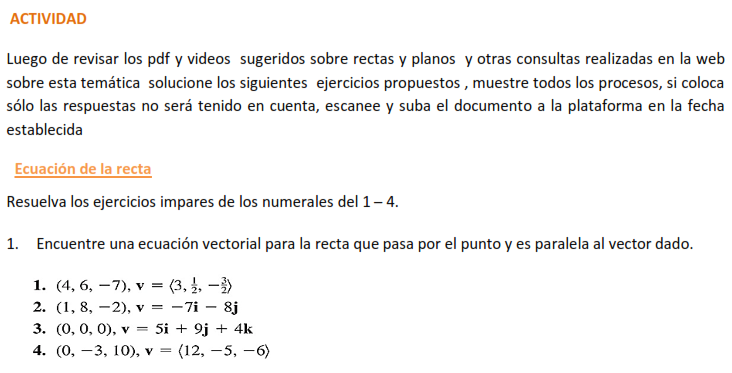 ACTIVIDAD
Luego de revisar los pdf y videos sugeridos sobre rectas y planos y otras consultas realizadas en la web
sobre esta temática solucione los siguientes ejercicios propuestos , muestre todos los procesos, si coloca
sólo las respuestas no será tenido en cuenta, escanee y suba el documento a la plataforma en la fecha
establecida
Ecuación de la recta
Resuelva los ejercicios impares de los numerales del 1 – 4.
1. Encuentre una ecuación vectorial para la recta que pasa por el punto y es paralela al vector dado.
1. (4, 6, −7), v = ⟨3, 1/2, −3/2⟩
2. (1, 8, −2), v = −7i − 8j
3. (0, 0, 0), v = 5i + 9j + 4k
4. (0, −3, 10), v = ⟨12, −5, −6⟩